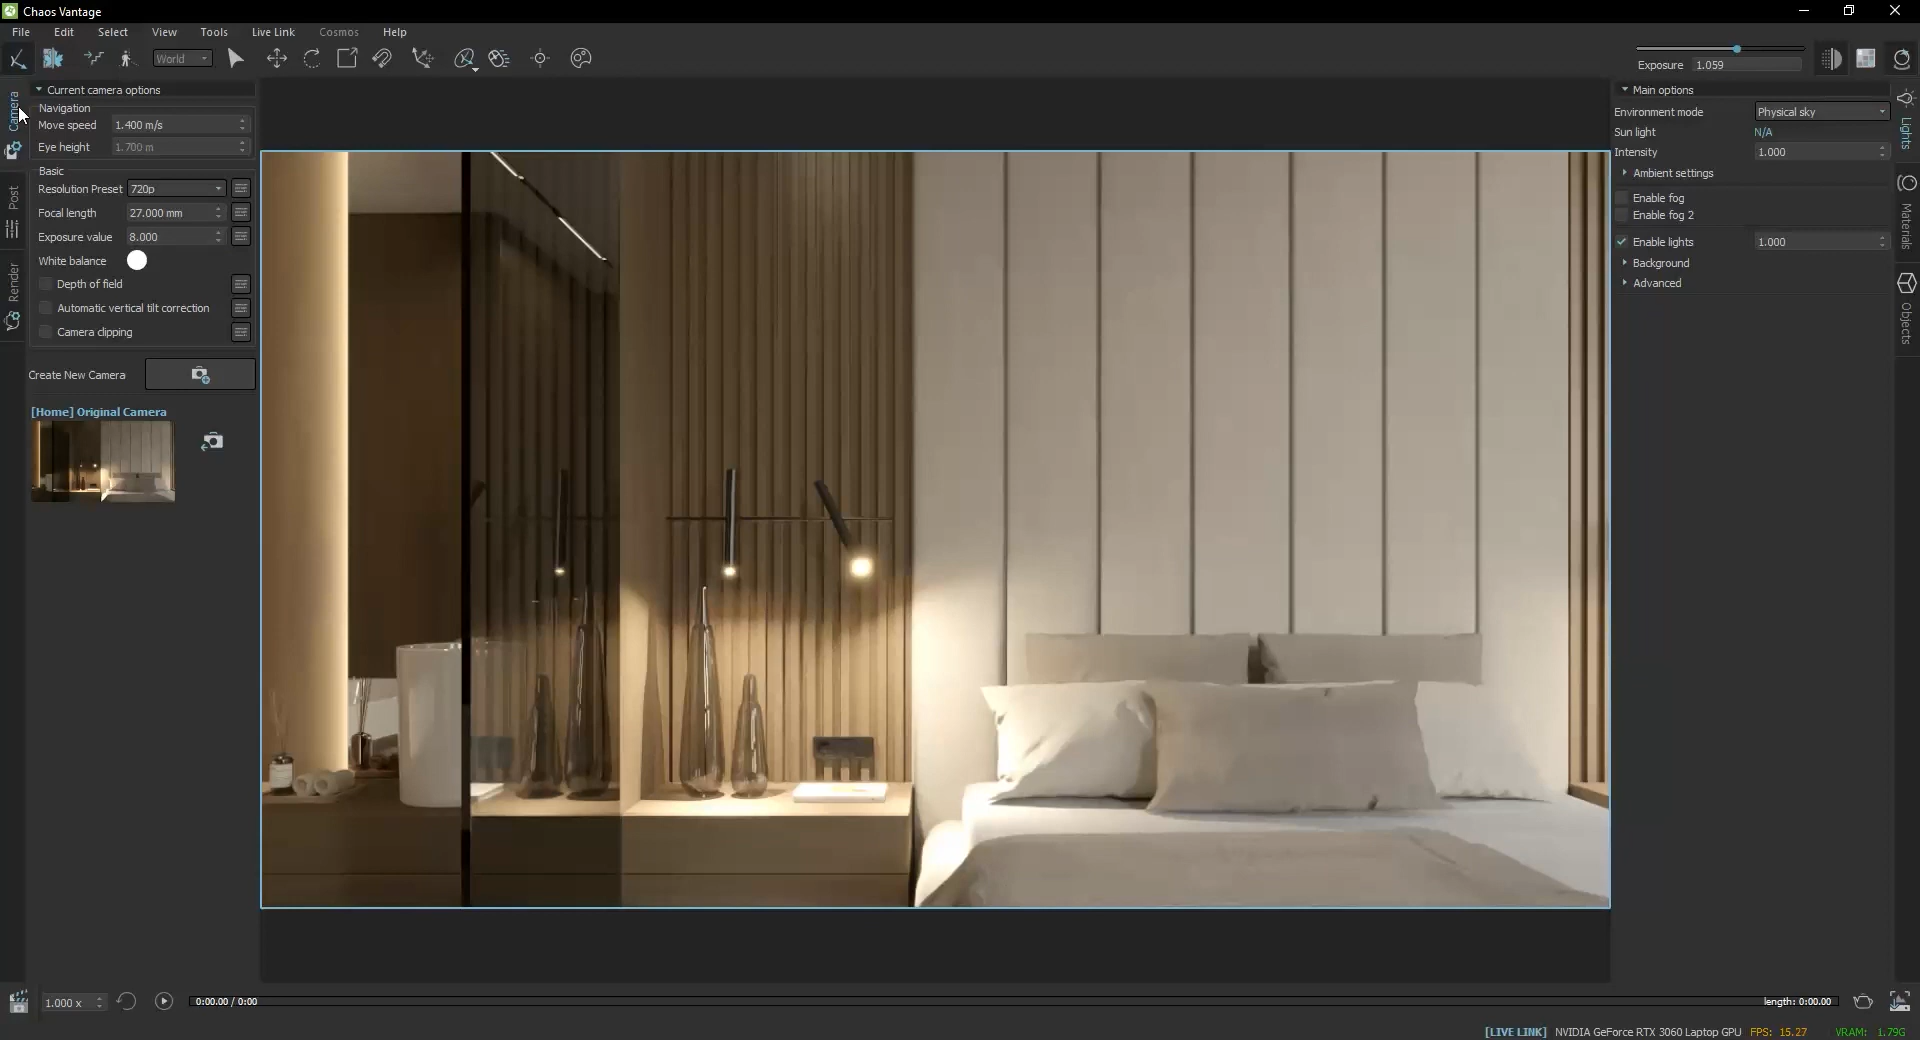 Chaos Vantage
File Edit Select View Tools Live Link Cosmos Help
World
Exposure 1.059
Camera
Post
Render
Current camera options
Navigation
Move speed 1.400 m/s
Eye height 1.700 m
Basic
Resolution Preset 720p
Focal length 27.000 mm
Exposure value 8.000
White balance
Depth of field
Automatic vertical tilt correction
Camera clipping
Create New Camera
[Home] Original Camera
Main options
Environment mode Physical sky
Sun light N/A
Intensity 1.000
Ambient settings
Enable fog
Enable fog 2
Enable lights 1.000
Background
Advanced
Lights
Materials
Objects
1.000 x
0:00.00 / 0:00
length: 0:00.00
[LIVE LINK] NVIDIA GeForce RTX 3060 Laptop GPU FPS: 15.27 VRAM: 1.79G